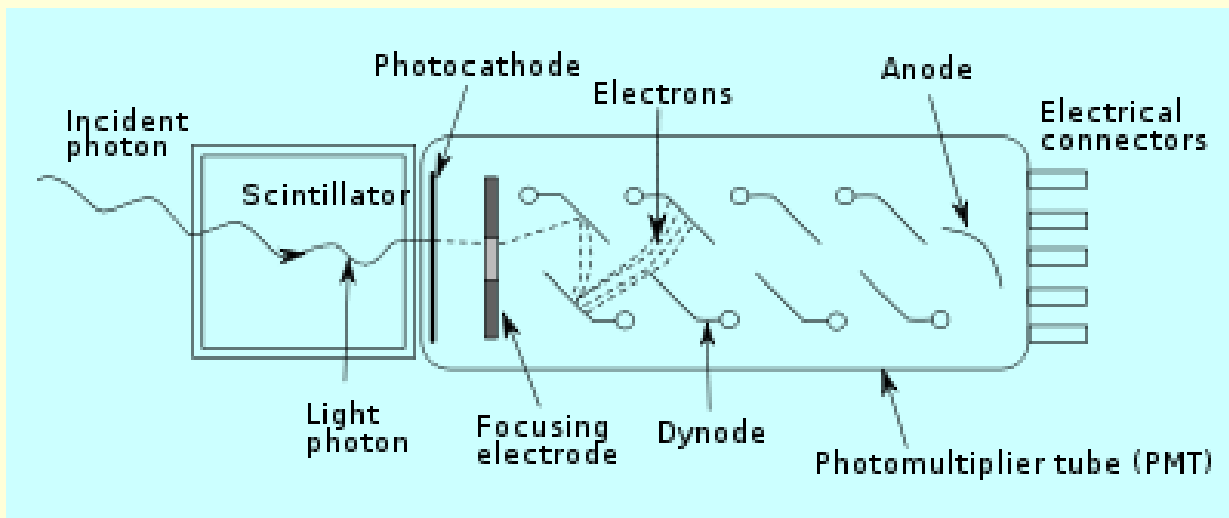 Photocathode
Electrons
Anode
Incident
photon
Electrical
connectors
Scintillator
Light
photon
Focusing
electrode
Dynode
Photomultiplier tube (PMT)